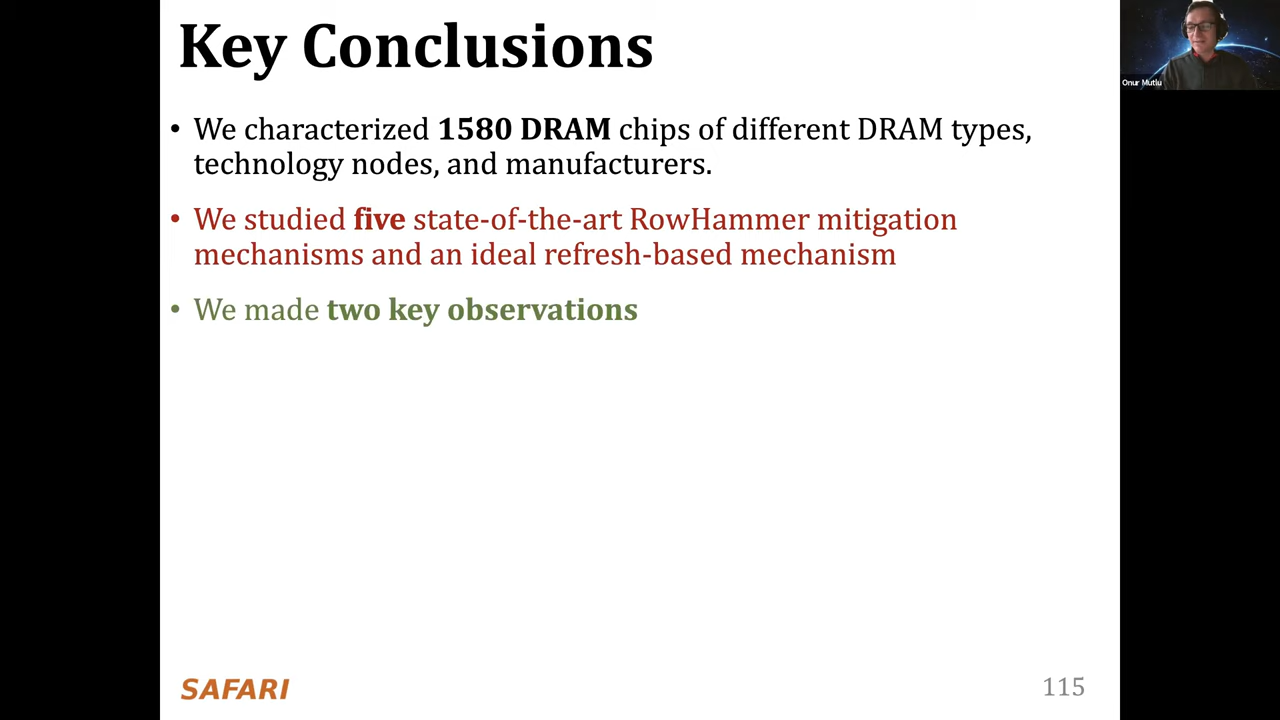 Key Conclusions
• We characterized 1580 DRAM chips of different DRAM types,
technology nodes, and manufacturers.
• We studied five state-of-the-art RowHammer mitigation
mechanisms and an ideal refresh-based mechanism
• We made two key observations
SAFARI
115
Onur Mutlu